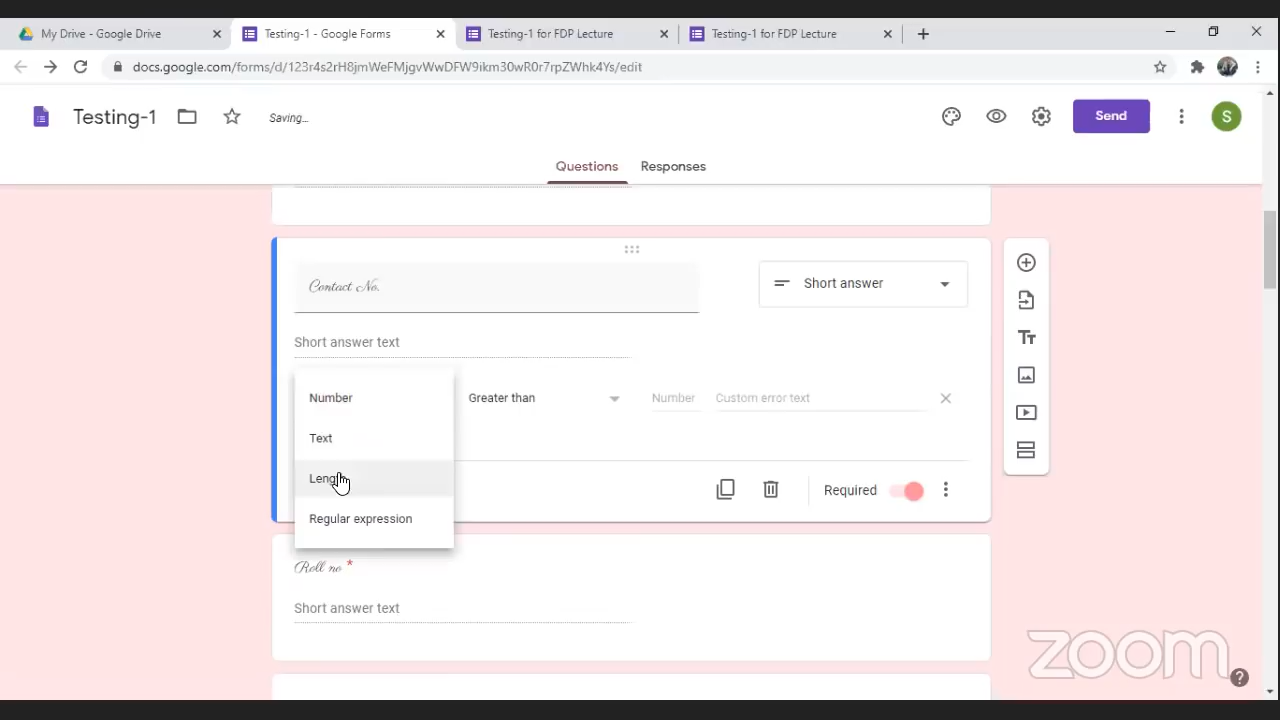 My Drive - Google Drive
Testing-1 - Google Forms
Testing-1 for FDP Lecture
Testing-1 for FDP Lecture
docs.google.com/forms/d/123r4s2rH8jmWeFMjgvWwDFW9ikm30wR0r7rpZWhk4Ys/edit
Testing-1
Saving...
Send
S
Questions
Responses
Contact No.
Short answer
Short answer text
Number
Greater than
Number
Custom error text
Text
Length
Regular expression
Required
Roll no *
Short answer text
zoom